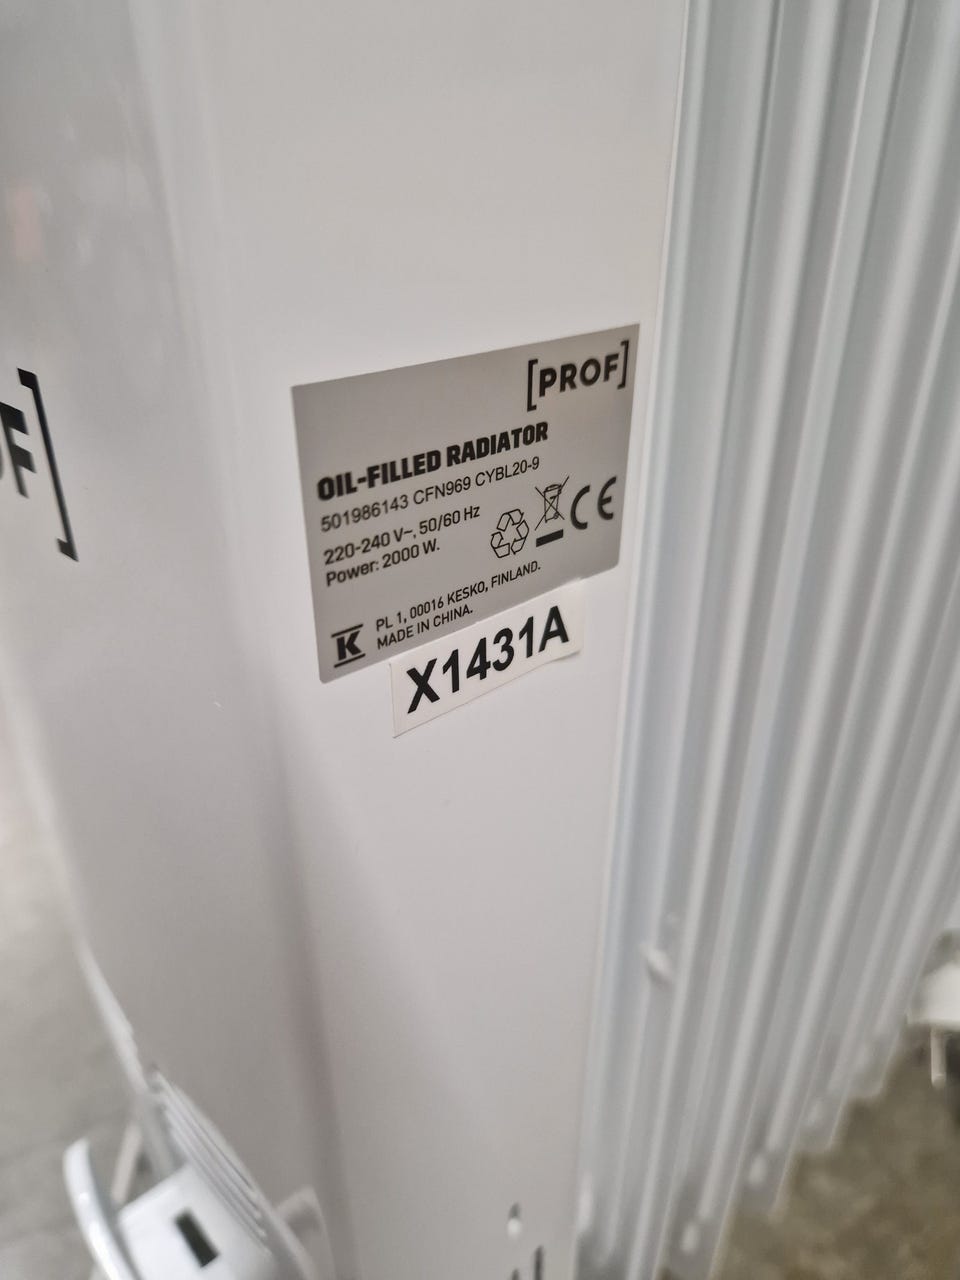 [PROF]
OIL-FILLED RADIATOR
501986143 CFN969 CYBL20-9
220-240 V~, 50/60 Hz
Power: 2000 W.
CE
K
PL 1, 00016 KESKO, FINLAND.
MADE IN CHINA.
X1431A
F]